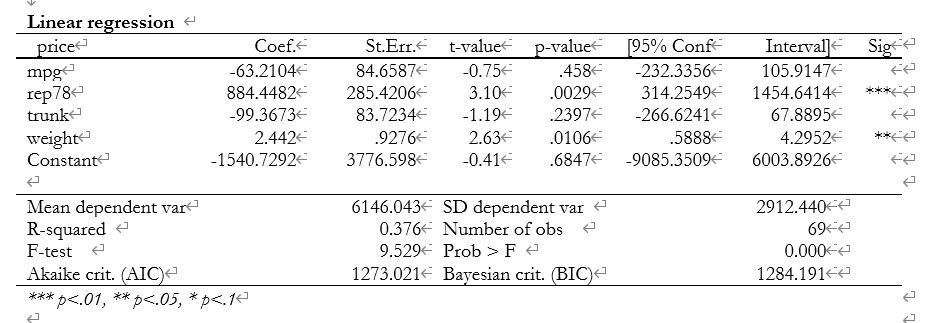 Linear regression
price Coef. St.Err. t-value p-value [95% Conf Interval] Sig
mpg -63.2104 84.6587 -0.75 .458 -232.3356 105.9147
rep78 884.4482 285.4206 3.10 .0029 314.2549 1454.6414 ***
trunk -99.3673 83.7234 -1.19 .2397 -266.6241 67.8895
weight 2.442 .9276 2.63 .0106 .5888 4.2952 **
Constant -1540.7292 3776.598 -0.41 .6847 -9085.3509 6003.8926
Mean dependent var 6146.043 SD dependent var 2912.440
R-squared 0.376 Number of obs 69
F-test 9.529 Prob > F 0.000
Akaike crit. (AIC) 1273.021 Bayesian crit. (BIC) 1284.191
*** p<.01, ** p<.05, * p<.1